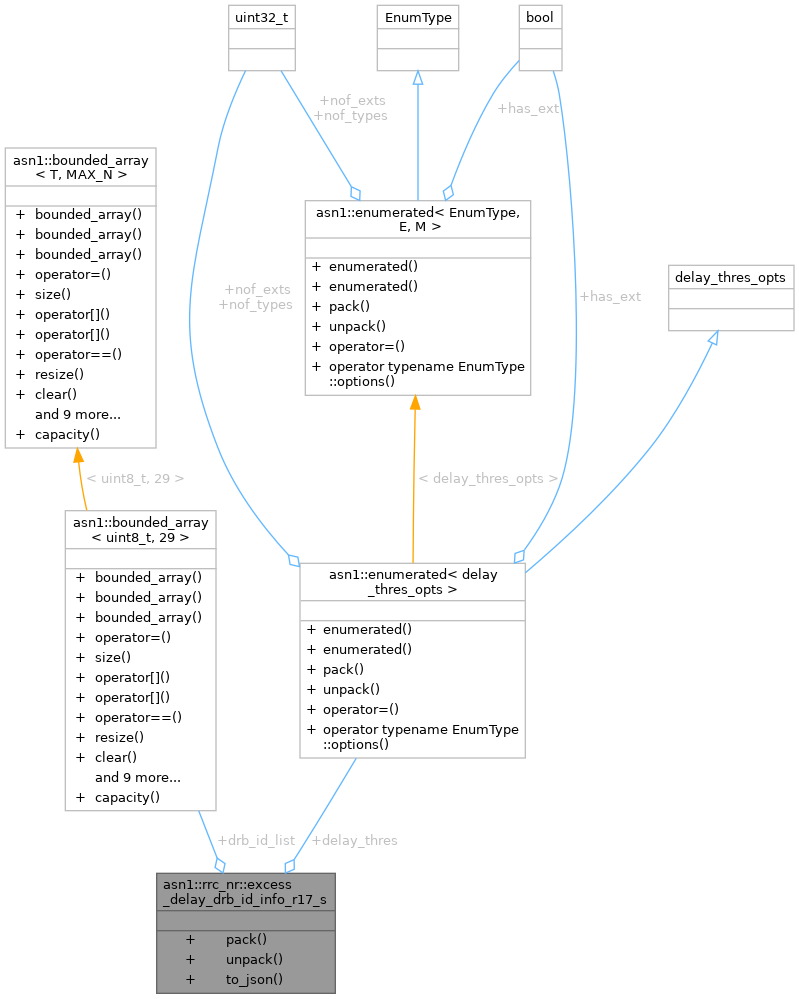 uint32_t
EnumType
bool
+nof_exts
+nof_types
+has_ext
asn1::bounded_array
< T, MAX_N >
+ bounded_array()
+ bounded_array()
+ bounded_array()
+ operator=()
+ size()
+ operator[]()
+ operator[]()
+ operator==()
+ resize()
+ clear()
and 9 more...
+ capacity()
asn1::enumerated< EnumType,
E, M >
+ enumerated()
+ enumerated()
+ pack()
+ unpack()
+ operator=()
+ operator typename EnumType
::options()
+nof_exts
+nof_types
+has_ext
delay_thres_opts
< uint8_t, 29 >
< delay_thres_opts >
asn1::bounded_array
< uint8_t, 29 >
+ bounded_array()
+ bounded_array()
+ bounded_array()
+ operator=()
+ size()
+ operator[]()
+ operator[]()
+ operator==()
+ resize()
+ clear()
and 9 more...
+ capacity()
asn1::enumerated< delay
_thres_opts >
+ enumerated()
+ enumerated()
+ pack()
+ unpack()
+ operator=()
+ operator typename EnumType
::options()
+drb_id_list
+delay_thres
asn1::rrc_nr::excess
_delay_drb_id_info_r17_s
+ pack()
+ unpack()
+ to_json()